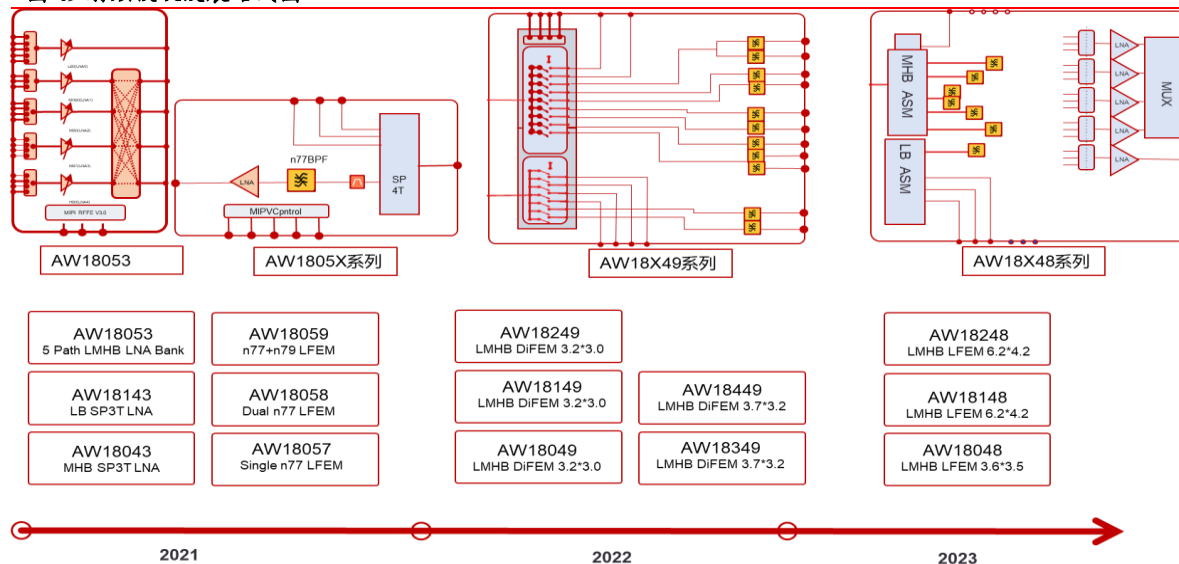 LNA
n77BPF
SP
4T
MIPVCpntrol
MIPI RFFE V3.0
I
I
MHB ASM
LB ASM
LNA
LNA
LNA
LNA
LNA
MUX
AW18053
AW1805X系列
AW18X49系列
AW18X48系列
AW18053
5 Path LMHB LNA Bank
AW18059
n77+n79 LFEM
AW18249
LMHB DiFEM 3.2*3.0
AW18248
LMHB LFEM 6.2*4.2
AW18143
LB SP3T LNA
AW18058
Dual n77 LFEM
AW18149
LMHB DiFEM 3.2*3.0
AW18449
LMHB DiFEM 3.7*3.2
AW18148
LMHB LFEM 6.2*4.2
AW18043
MHB SP3T LNA
AW18057
Single n77 LFEM
AW18049
LMHB DiFEM 3.2*3.0
AW18349
LMHB DiFEM 3.7*3.2
AW18048
LMHB LFEM 3.6*3.5
2021
2022
2023